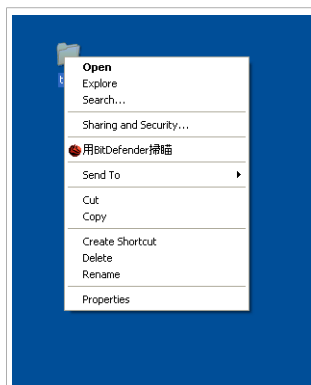 Open
Explore
Search...
Sharing and Security...
用BitDefender掃瞄
Send To
Cut
Copy
Create Shortcut
Delete
Rename
Properties